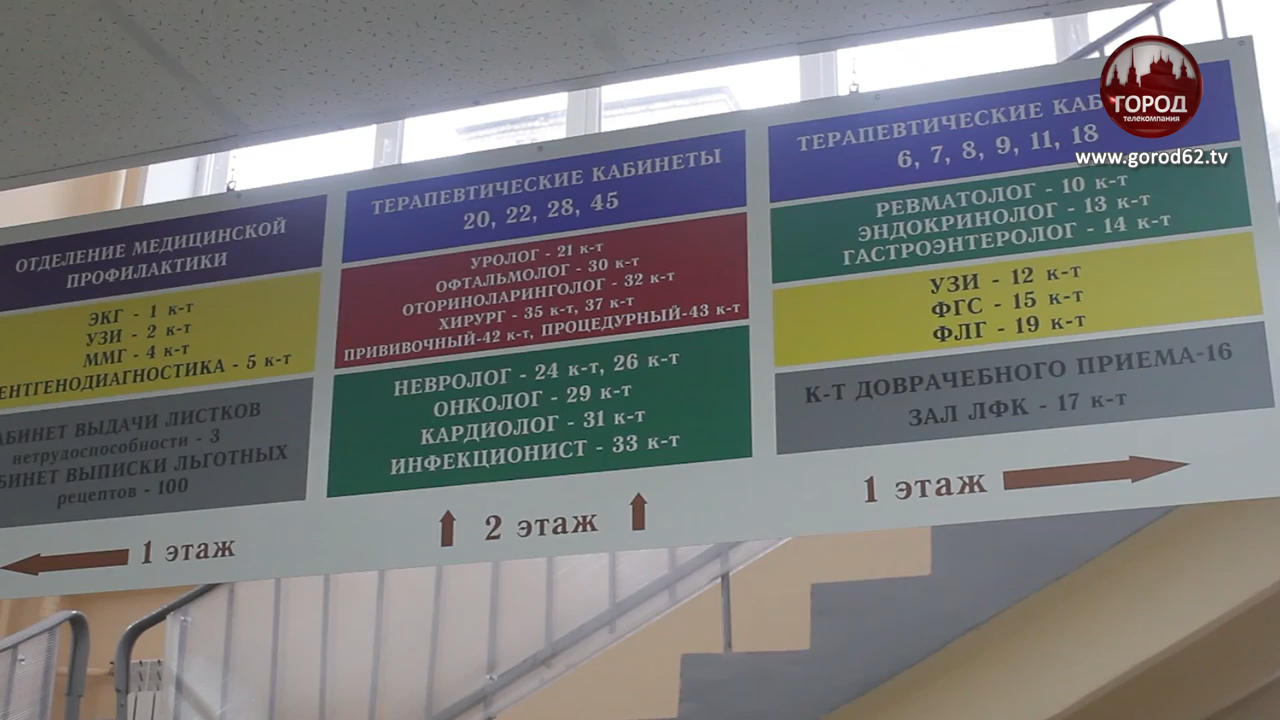 ОТДЕЛЕНИЕ МЕДИЦИНСКОЙ
ПРОФИЛАКТИКИ
ЭКГ - 1 к-т
УЗИ - 2 к-т
ММГ - 4 к-т
ЕНТГЕНОДИАГНОСТИКА - 5 к-т
АБИНЕТ ВЫДАЧИ ЛИСТКОВ
нетрудоспособности - 3
БИНЕТ ВЫПИСКИ ЛЬГОТНЫХ
рецептов - 100
1 этаж
ТЕРАПЕВТИЧЕСКИЕ КАБИНЕТЫ
20, 22, 28, 45
УРОЛОГ - 21 к-т
ОФТАЛЬМОЛОГ - 30 к-т
ОТОРИНОЛАРИНГОЛОГ - 32 к-т
ХИРУРГ - 35 к-т, 37 к-т
ПРИВИВОЧНЫЙ-42 к-т, ПРОЦЕДУРНЫЙ-43 к-т
НЕВРОЛОГ - 24 к-т, 26 к-т
ОНКОЛОГ - 29 к-т
КАРДИОЛОГ - 31 к-т
ИНФЕКЦИОНИСТ - 33 к-т
2 этаж
ТЕРАПЕВТИЧЕСКИЕ КАБ
6, 7, 8, 9, 11, 18
РЕВМАТОЛОГ - 10 к-т
ЭНДОКРИНОЛОГ - 13 к-т
ГАСТРОЭНТЕРОЛОГ - 14 к-т
УЗИ - 12 к-т
ФГС - 15 к-т
ФЛГ - 19 к-т
К-Т ДОВРАЧЕБНОГО ПРИЕМА-16
ЗАЛ ЛФК - 17 к-т
1 этаж
ГОРОД
телекомпания
www.gorod62.tv